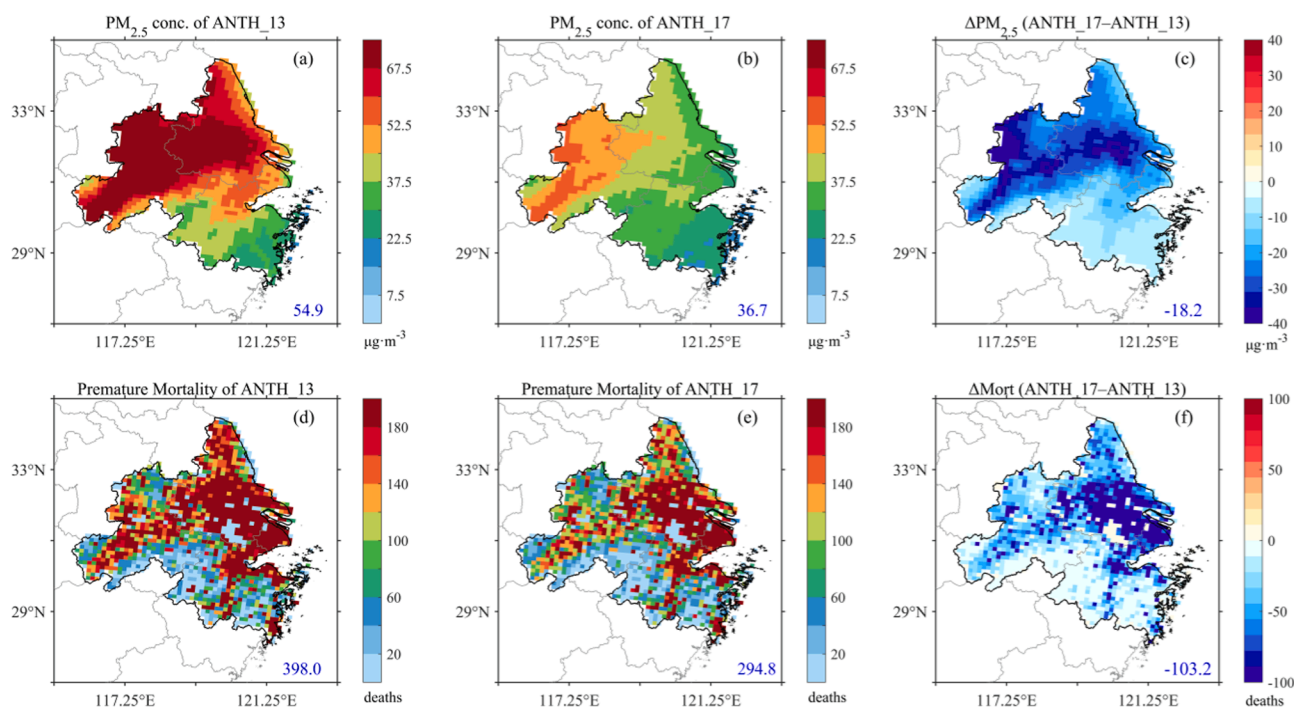 PM2.5 conc. of ANTH_13
(a)
33°N
29°N
117.25°E
121.25°E
54.9
67.5
52.5
37.5
22.5
7.5
μg·m-3
PM2.5 conc. of ANTH_17
(b)
33°N
29°N
117.25°E
121.25°E
36.7
67.5
52.5
37.5
22.5
7.5
μg·m-3
ΔPM2.5 (ANTH_17–ANTH_13)
(c)
33°N
29°N
117.25°E
121.25°E
-18.2
40
30
20
10
0
-10
-20
-30
-40
μg·m-3
Premature Mortality of ANTH_13
(d)
33°N
29°N
117.25°E
121.25°E
398.0
180
140
100
60
20
deaths
Premature Mortality of ANTH_17
(e)
33°N
29°N
117.25°E
121.25°E
294.8
180
140
100
60
20
deaths
ΔMort (ANTH_17–ANTH_13)
(f)
33°N
29°N
117.25°E
121.25°E
-103.2
100
50
0
-50
-100
deaths